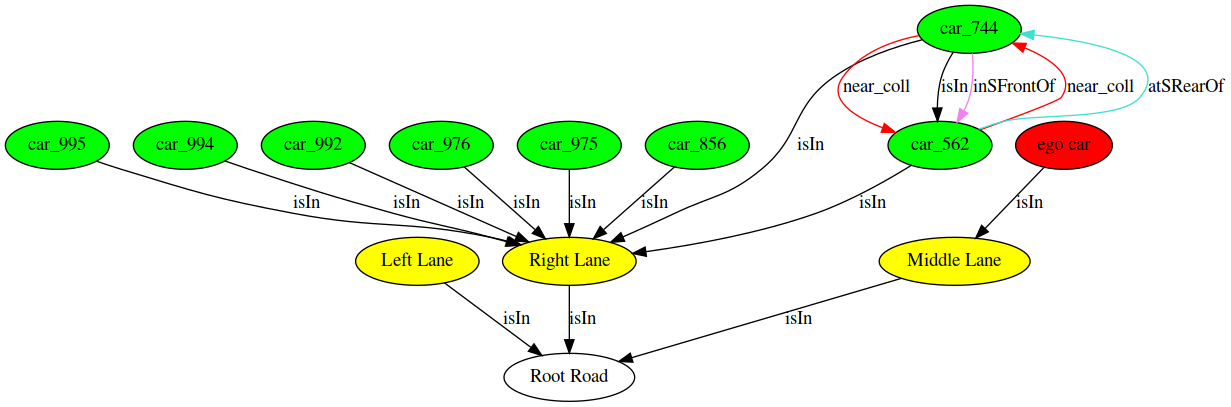 car_744
near_coll
isIn
inSFrontOf
near_coll
atSRearOf
car_995
car_994
car_992
car_976
car_975
car_856
isIn
car_562
ego car
isIn
isIn
isIn
isIn
isIn
isIn
isIn
isIn
Left Lane
Right Lane
Middle Lane
isIn
isIn
isIn
Root Road